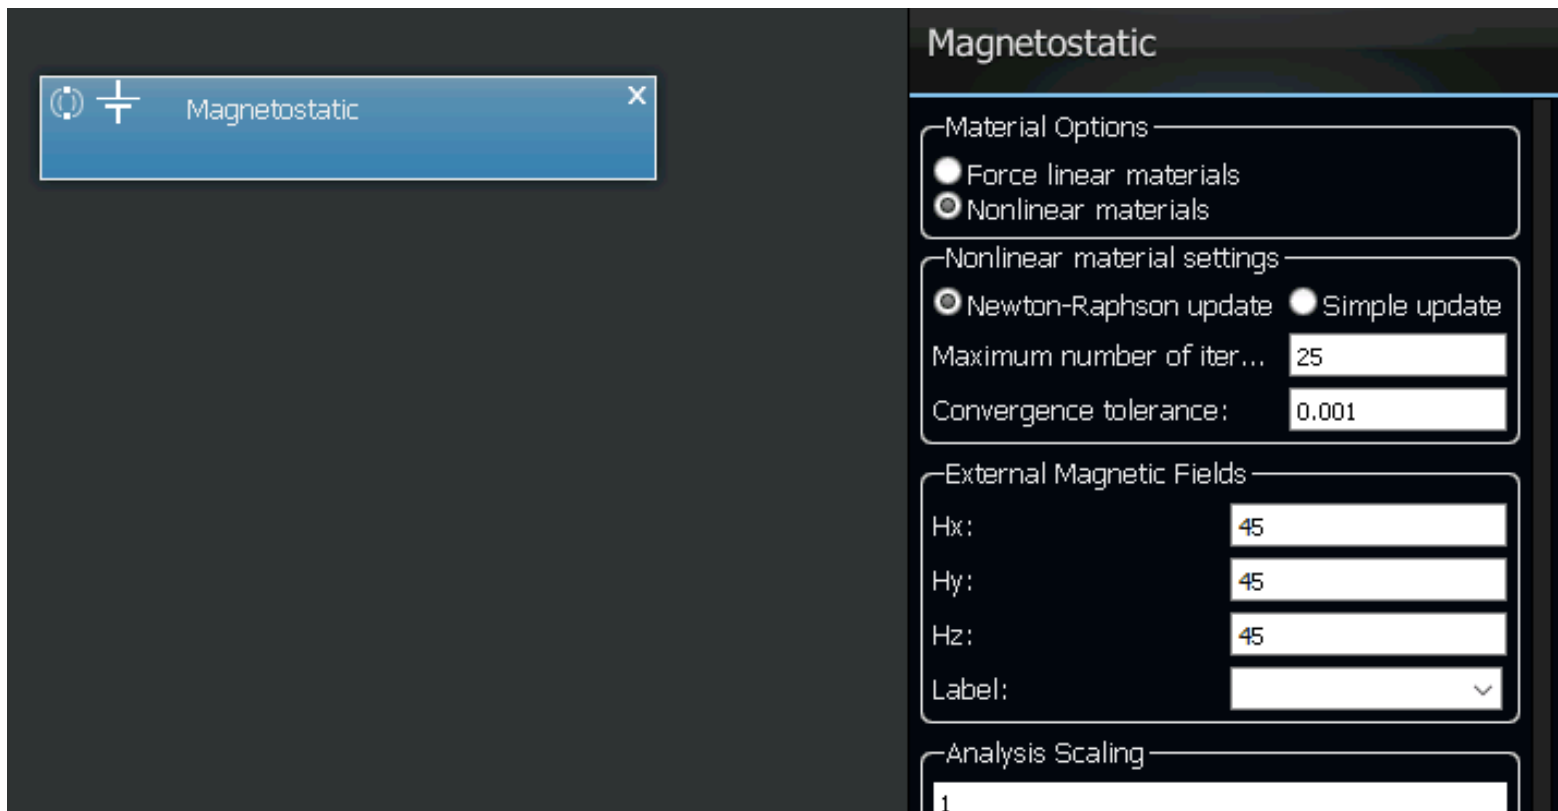 Magnetostatic
Magnetostatic
X
Material Options
Force linear materials
Nonlinear materials
Nonlinear material settings
Newton-Raphson update Simple update
Maximum number of iter... 25
Convergence tolerance: 0.001
External Magnetic Fields
Hx: 45
Hy: 45
Hz: 45
Label:
Analysis Scaling
1